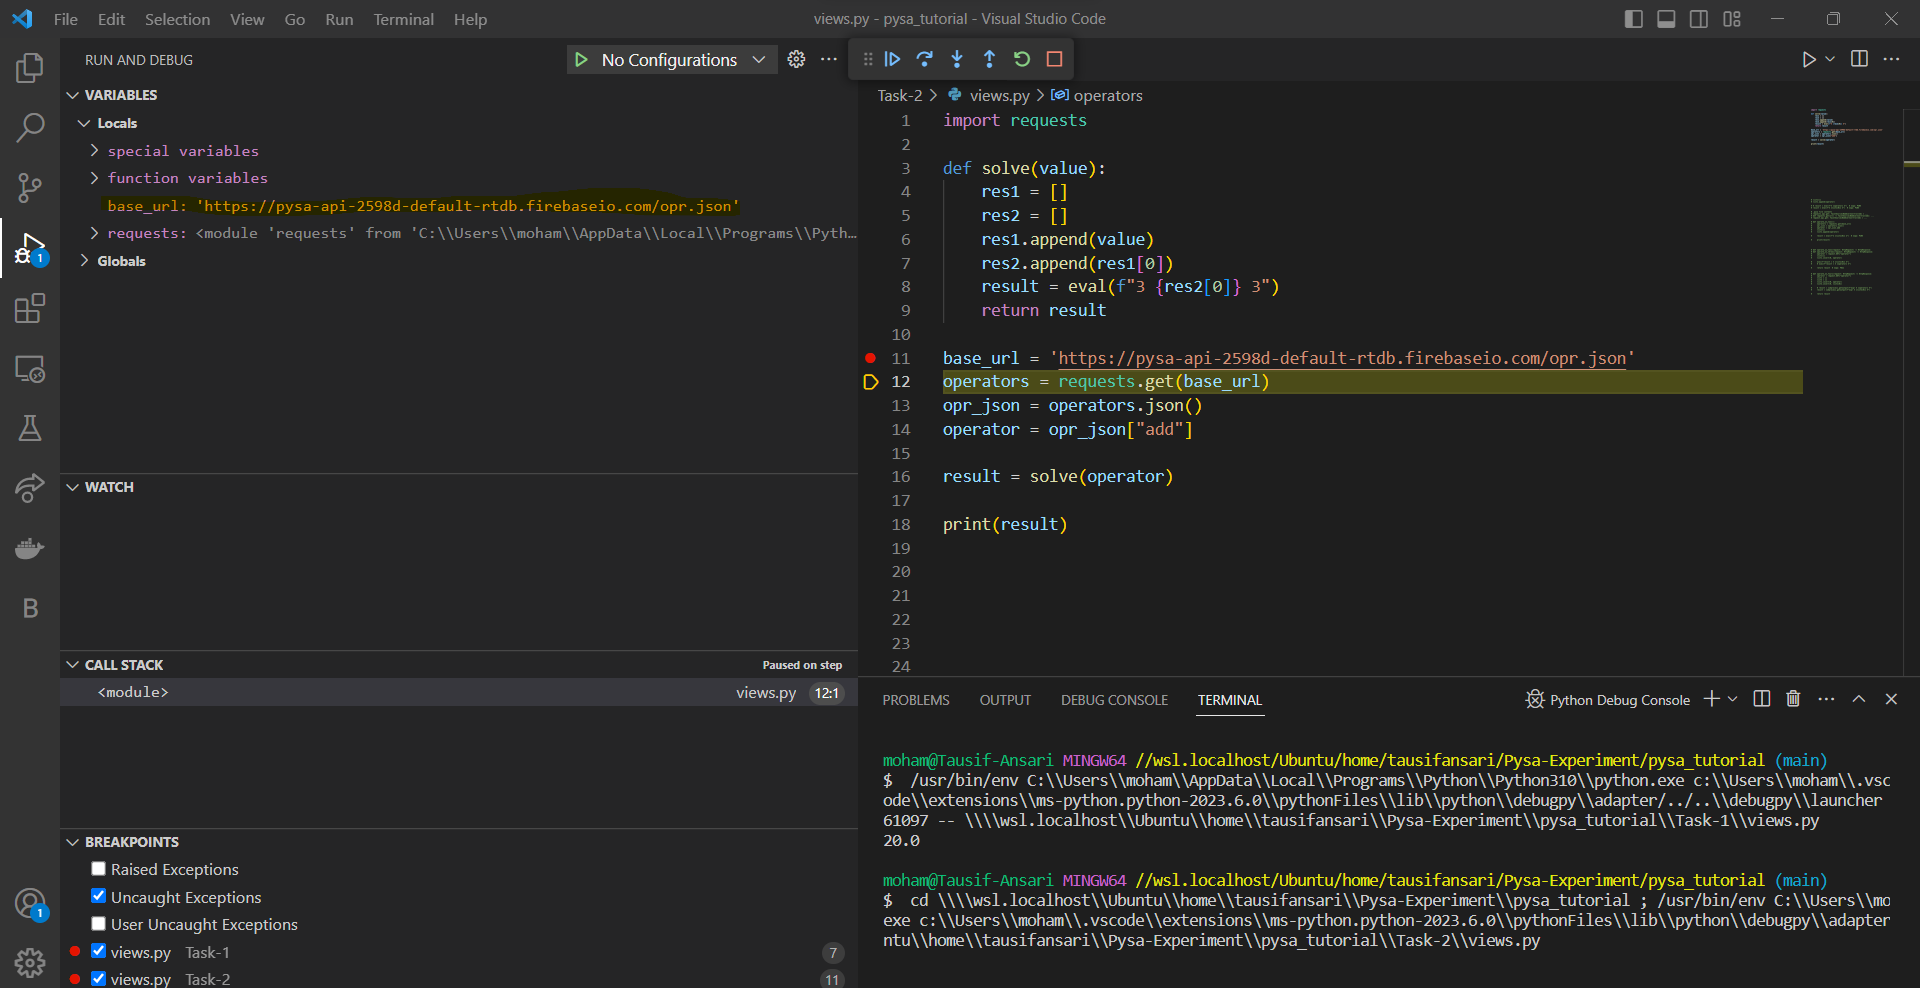 File Edit Selection View Go Run Terminal Help
views.py - pysa_tutorial - Visual Studio Code
RUN AND DEBUG
No Configurations
VARIABLES
Locals
special variables
function variables
base_url: 'https://pysa-api-2598d-default-rtdb.firebaseio.com/opr.json'
requests: <module 'requests' from 'C:\\Users\\moham\\AppData\\Local\\Programs\\Pyth…
Globals
1
WATCH
CALL STACK
Paused on step
<module>
views.py 12:1
BREAKPOINTS
Raised Exceptions
Uncaught Exceptions
User Uncaught Exceptions
views.py Task-1 7
views.py Task-2 11
B
1
Task-2 > views.py > operators
1 import requests
2
3 def solve(value):
4 res1 = []
5 res2 = []
6 res1.append(value)
7 res2.append(res1[0])
8 result = eval(f"3 {res2[0]} 3")
9 return result
10
11 base_url = 'https://pysa-api-2598d-default-rtdb.firebaseio.com/opr.json'
12 operators = requests.get(base_url)
13 opr_json = operators.json()
14 operator = opr_json["add"]
15
16 result = solve(operator)
17
18 print(result)
19
20
21
22
23
24
PROBLEMS OUTPUT DEBUG CONSOLE TERMINAL
Python Debug Console
moham@Tausif-Ansari MINGW64 //wsl.localhost/Ubuntu/home/tausifansari/Pysa-Experiment/pysa_tutorial (main)
$ /usr/bin/env C:\\Users\\moham\\AppData\\Local\\Programs\\Python\\Python310\\python.exe c:\\Users\\moham\\.vsc
ode\\extensions\\ms-python.python-2023.6.0\\pythonFiles\\lib\\python\\debugpy\\adapter/../..\\debugpy\\launcher
61097 -- \\\\wsl.localhost\\Ubuntu\\home\\tausifansari\\Pysa-Experiment\\pysa_tutorial\\Task-1\\views.py
20.0
moham@Tausif-Ansari MINGW64 //wsl.localhost/Ubuntu/home/tausifansari/Pysa-Experiment/pysa_tutorial (main)
$ cd \\\\wsl.localhost\\Ubuntu\\home\\tausifansari\\Pysa-Experiment\\pysa_tutorial ; /usr/bin/env C:\\Users\\mo
exe c:\\Users\\moham\\.vscode\\extensions\\ms-python.python-2023.6.0\\pythonFiles\\lib\\python\\debugpy\\adapter
ntu\\home\\tausifansari\\Pysa-Experiment\\pysa_tutorial\\Task-2\\views.py